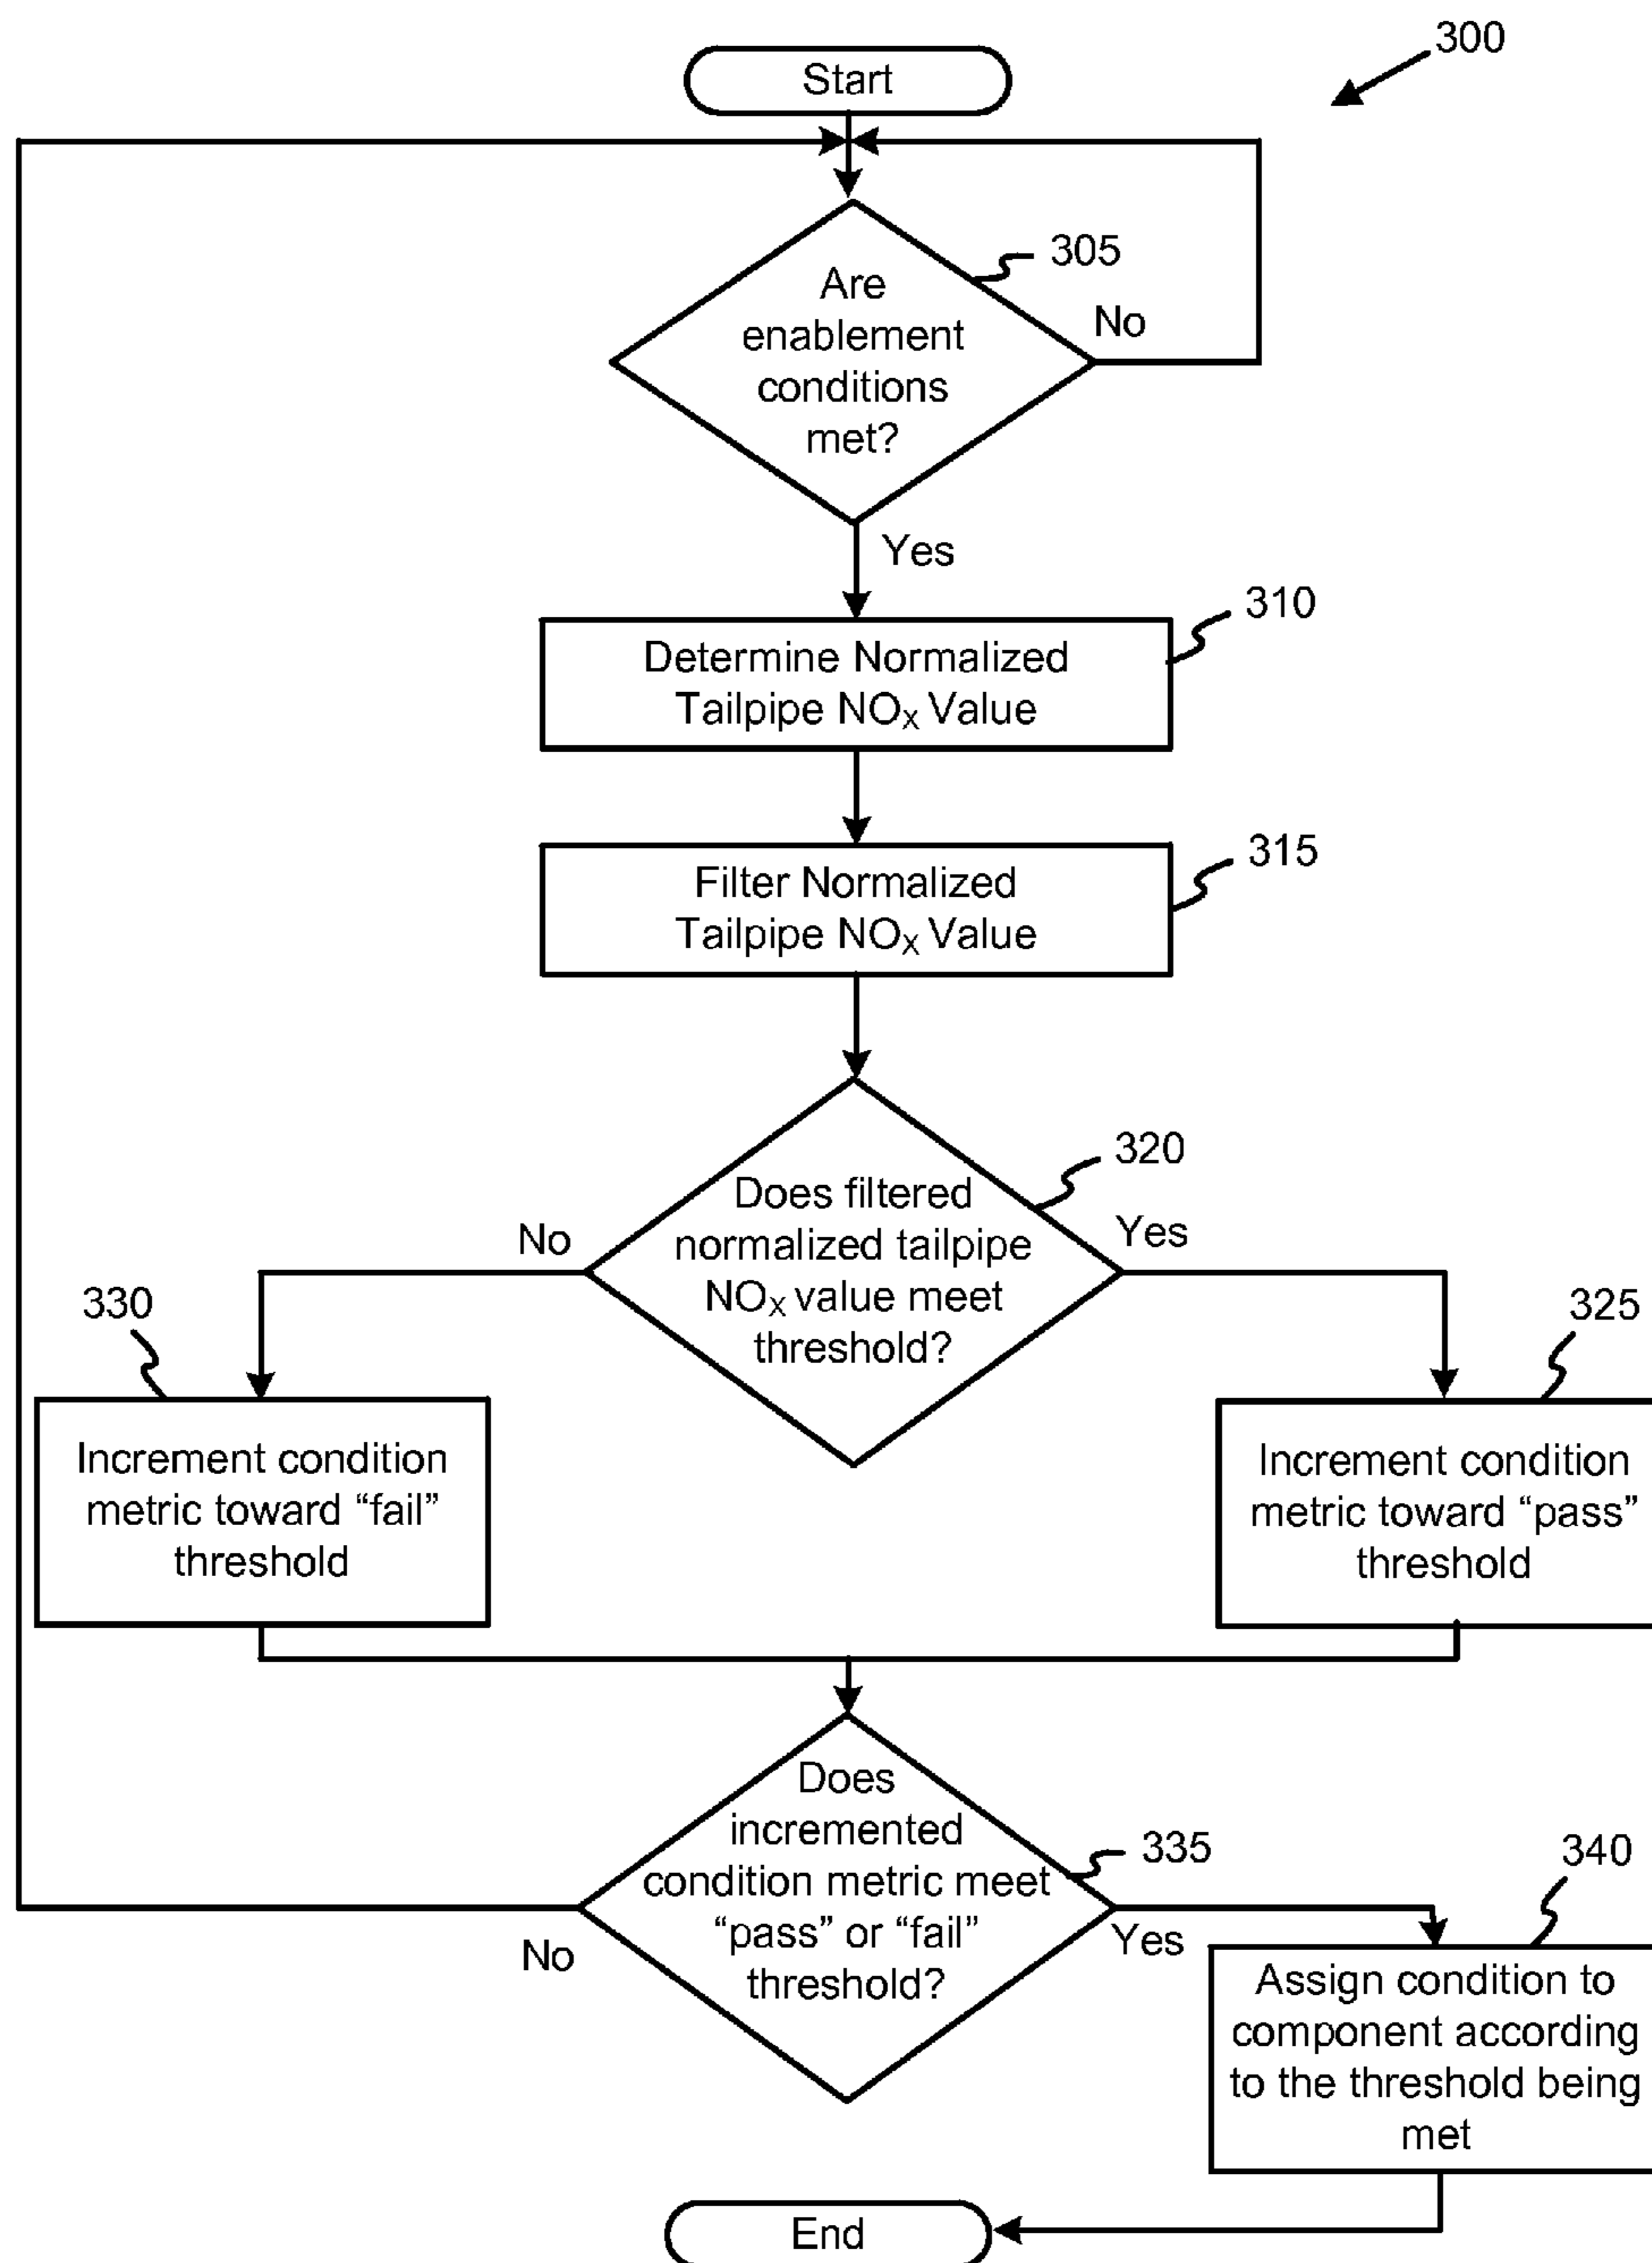 300
Start
305
Are
enablement
conditions
met?
No
Yes
310
Determine Normalized
Tailpipe NOX Value
315
Filter Normalized
Tailpipe NOX Value
320
Does filtered
normalized tailpipe
NOX value meet
threshold?
No
Yes
330
325
Increment condition
metric toward “fail”
threshold
Increment condition
metric toward “pass”
threshold
Does
incremented
condition metric meet
“pass” or “fail”
threshold?
335
340
No
Yes
Assign condition to
component according
to the threshold being
met
End